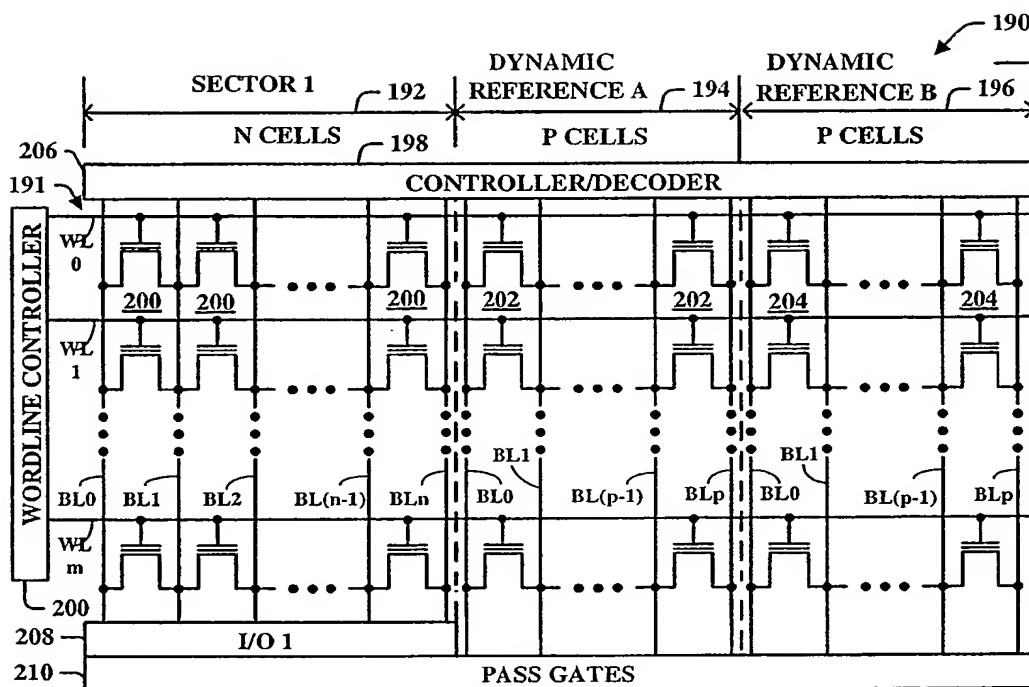 190
SECTOR 1
DYNAMIC
REFERENCE A
DYNAMIC
REFERENCE B
192
194
196
N CELLS
P CELLS
P CELLS
198
206
CONTROLLER/DECODER
191
WORDLINE CONTROLLER
WL
0
200
200
200
202
202
204
204
WL
1
BL0
BL1
BL2
BL(n-1)
BLn
BL0
BL1
BL(p-1)
BLp
BL0
BL1
BL(p-1)
BLp
WL
m
200
208
I/O 1
210
PASS GATES